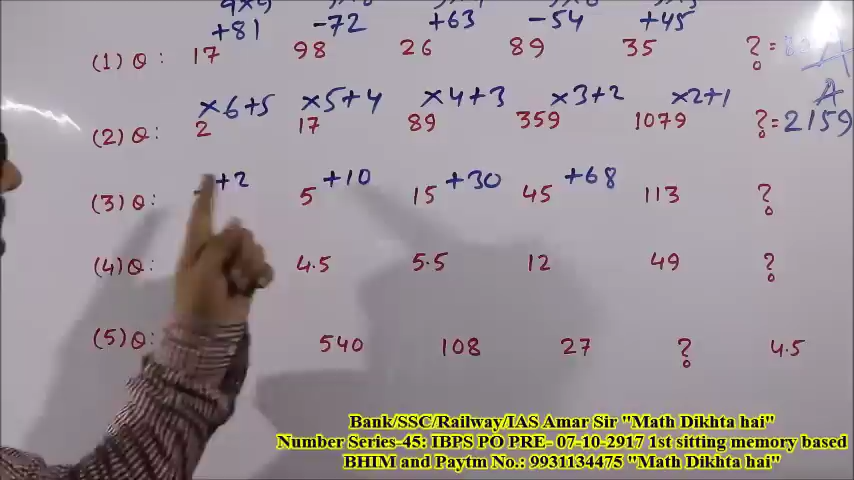 +81 -72 +63 -54 +45
(1) Q: 17 98 26 89 35 ? =
×6+5 ×5+4 ×4+3 ×3+2 ×2+1 A
(2) Q: 2 17 89 359 1079 ? = 2159
+2 +10 +30 +68
(3) Q: 5 15 45 113 ?
(4) Q: 4.5 5.5 12 49 ?
(5) Q: 540 108 27 ? 4.5
Bank/SSC/Railway/IAS Amar Sir "Math Dikhta hai"
Number Series-45: IBPS PO PRE- 07-10-2917 1st sitting memory based
BHIM and Paytm No.: 9931134475 "Math Dikhta hai"